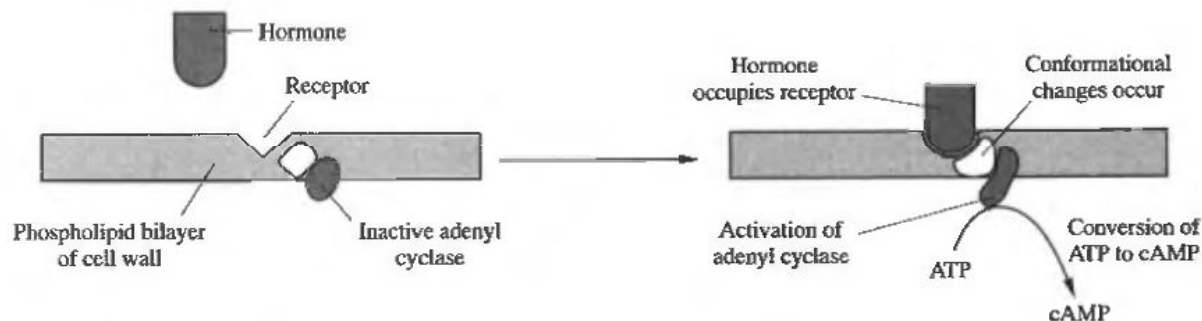 Hormone
Receptor
Phospholipid bilayer
of cell wall
Inactive adenyl
cyclase
Hormone
occupies receptor
Conformational
changes occur
Activation of
adenyl cyclase
ATP
Conversion of
ATP to cAMP
cAMP